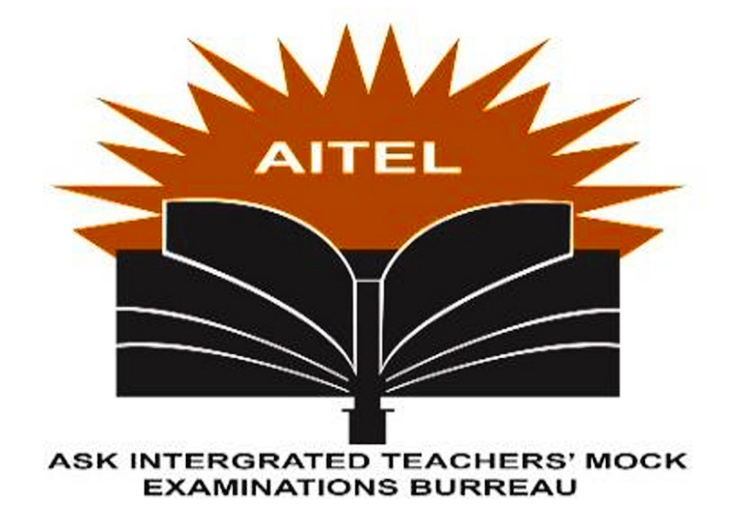 AITEL
ASK INTERGRATED TEACHERS' MOCK
EXAMINATIONS BURREAU